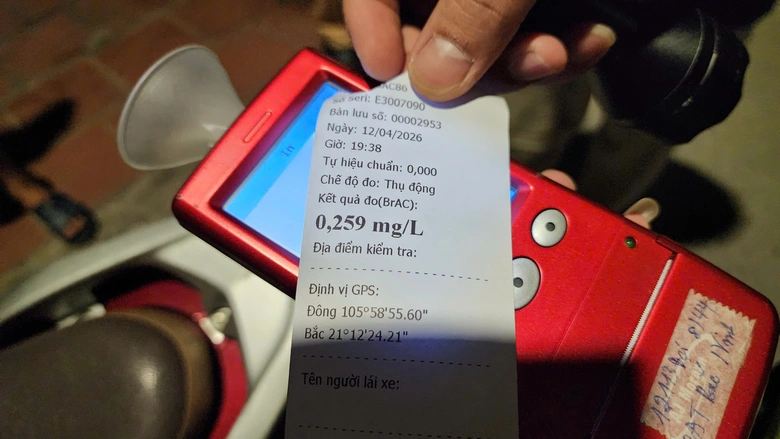 AC86
Số seri: E3007090
Bản lưu số: 00002953
Ngày: 12/04/2026
Giờ: 19:38
Tự hiệu chuẩn: 0,000
Chế độ đo: Thụ động
Kết quả đo(BrAC):
0,259 mg/L
Địa điểm kiểm tra:
Định vị GPS:
Đông 105°58'55.60"
Bắc 21°12'24.21"
Tên người lái xe:
In